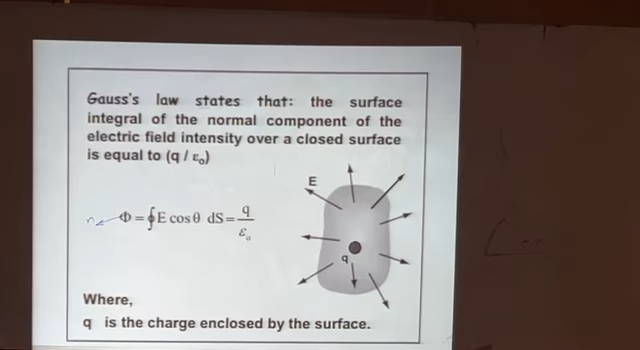 Gauss's law states that: the surface
integral of the normal component of the
electric field intensity over a closed surface
is equal to (q / ε₀)
E
Φ = ∮E cos θ dS = q/ε₀
q
Where,
q is the charge enclosed by the surface.